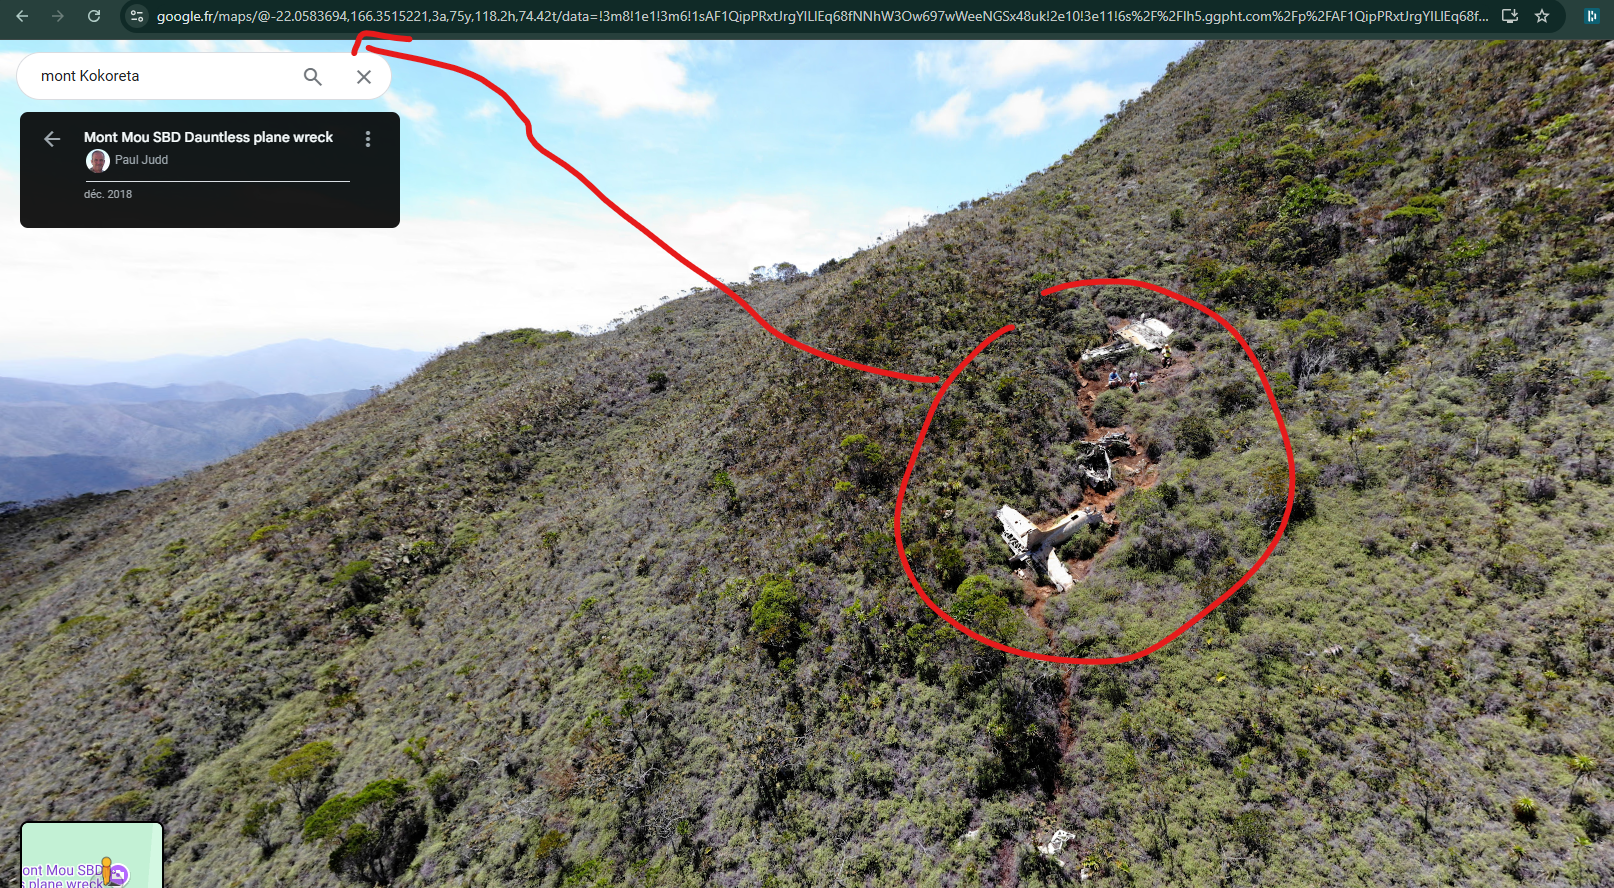 google.fr/maps/@-22.0583694,166.3515221,3a,75y,118.2h,74.42t/data=!3m8!1e1!3m6!1sAF1QipPRxtJrgYILIEq68fNNhW3Ow697wWeeNGSx48uk!2e10!3e11!6s%2F%2Flh5.ggpht.com%2Fp%2FAF1QipPRxtJrgYILIEq68f...
mont Kokoreta
Mont Mou SBD Dauntless plane wreck
Paul Judd
déc. 2018
ont Mou SBD
s plane wreck